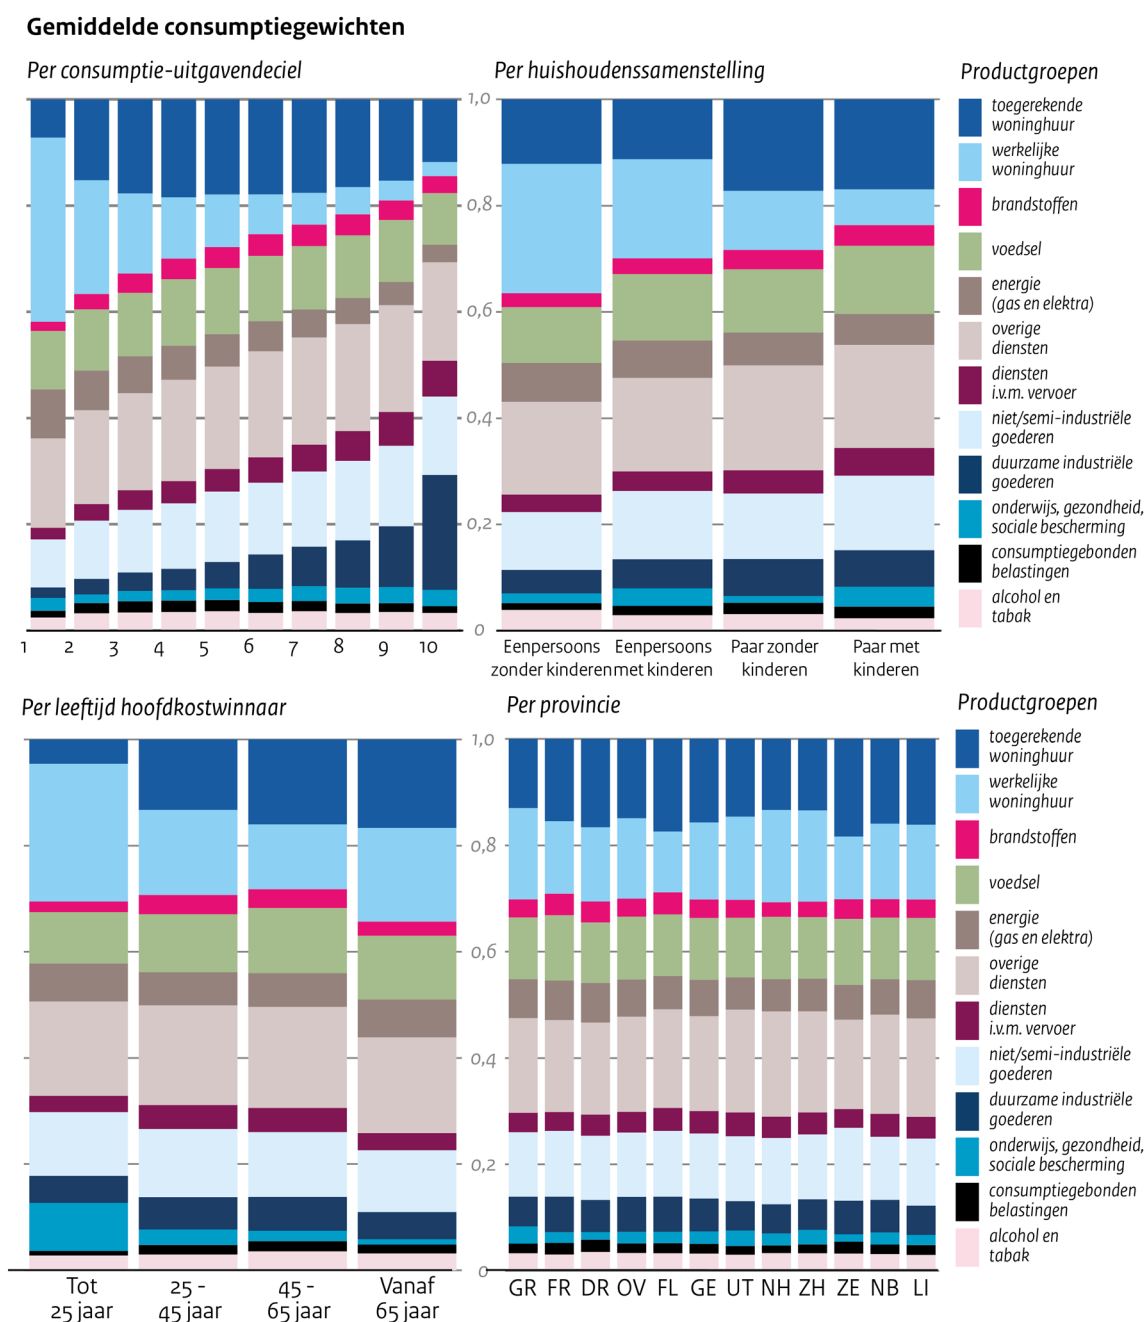 Gemiddelde consumptiegewichten
Per consumptie-uitgavendeciel
Per huishoudenssamenstelling
Productgroepen
1,0
0,8
0,6
0,4
0,2
0
1 2 3 4 5 6 7 8 9 10
Eenpersoons
zonder kinderen
Eenpersoons
met kinderen
Paar zonder
kinderen
Paar met
kinderen
toegerekende
woninghuur
werkelijke
woninghuur
brandstoffen
voedsel
energie
(gas en elektra)
overige
diensten
diensten
i.v.m. vervoer
niet/semi-industriële
goederen
duurzame industriële
goederen
onderwijs, gezondheid,
sociale bescherming
consumptiegebonden
belastingen
alcohol en
tabak
Per leeftijd hoofdkostwinnaar
Per provincie
Productgroepen
1,0
0,8
0,6
0,4
0,2
0
Tot
25 jaar
25 -
45 jaar
45 -
65 jaar
Vanaf
65 jaar
GR FR DR OV FL GE UT NH ZH ZE NB LI
toegerekende
woninghuur
werkelijke
woninghuur
brandstoffen
voedsel
energie
(gas en elektra)
overige
diensten
diensten
i.v.m. vervoer
niet/semi-industriële
goederen
duurzame industriële
goederen
onderwijs, gezondheid,
sociale bescherming
consumptiegebonden
belastingen
alcohol en
tabak